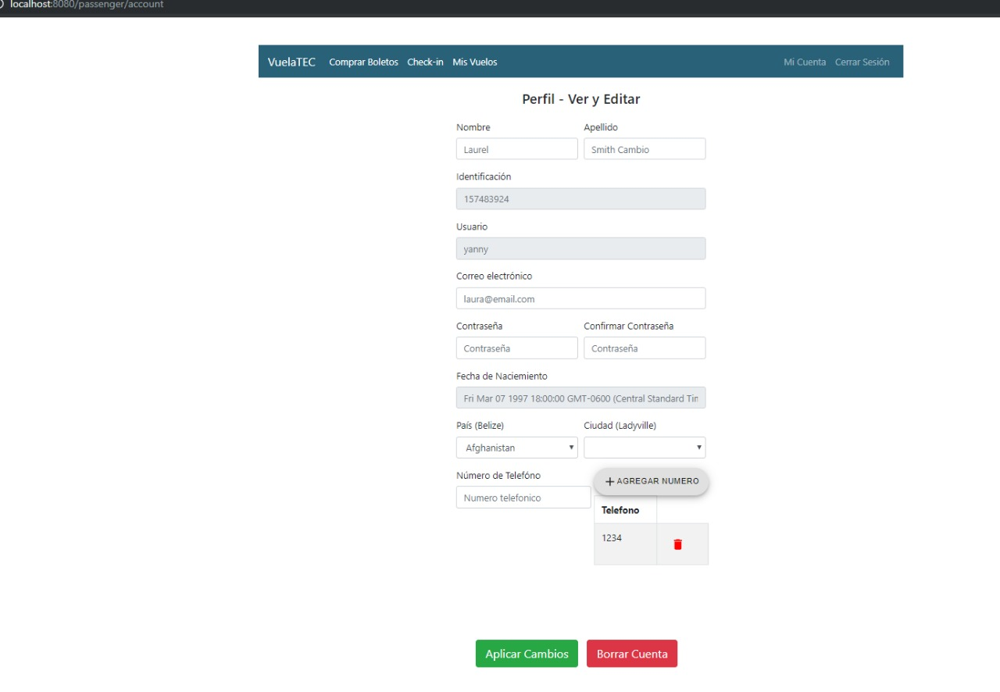 localhost:8080/passenger/account
VuelaTEC Comprar Boletos Check-in Mis Vuelos Mi Cuenta Cerrar Sesión
Perfil - Ver y Editar
Nombre Apellido
Laurel Smith Cambio
Identificación
157483924
Usuario
yanny
Correo electrónico
laura@email.com
Contraseña Confirmar Contraseña
Contraseña Contraseña
Fecha de Naciemiento
Fri Mar 07 1997 18:00:00 GMT-0600 (Central Standard Tin
País (Belize) Ciudad (Ladyville)
Afghanistan
Número de Telefóno AGREGAR NUMERO
Numero telefonico
Telefono
1234
Aplicar Cambios Borrar Cuenta